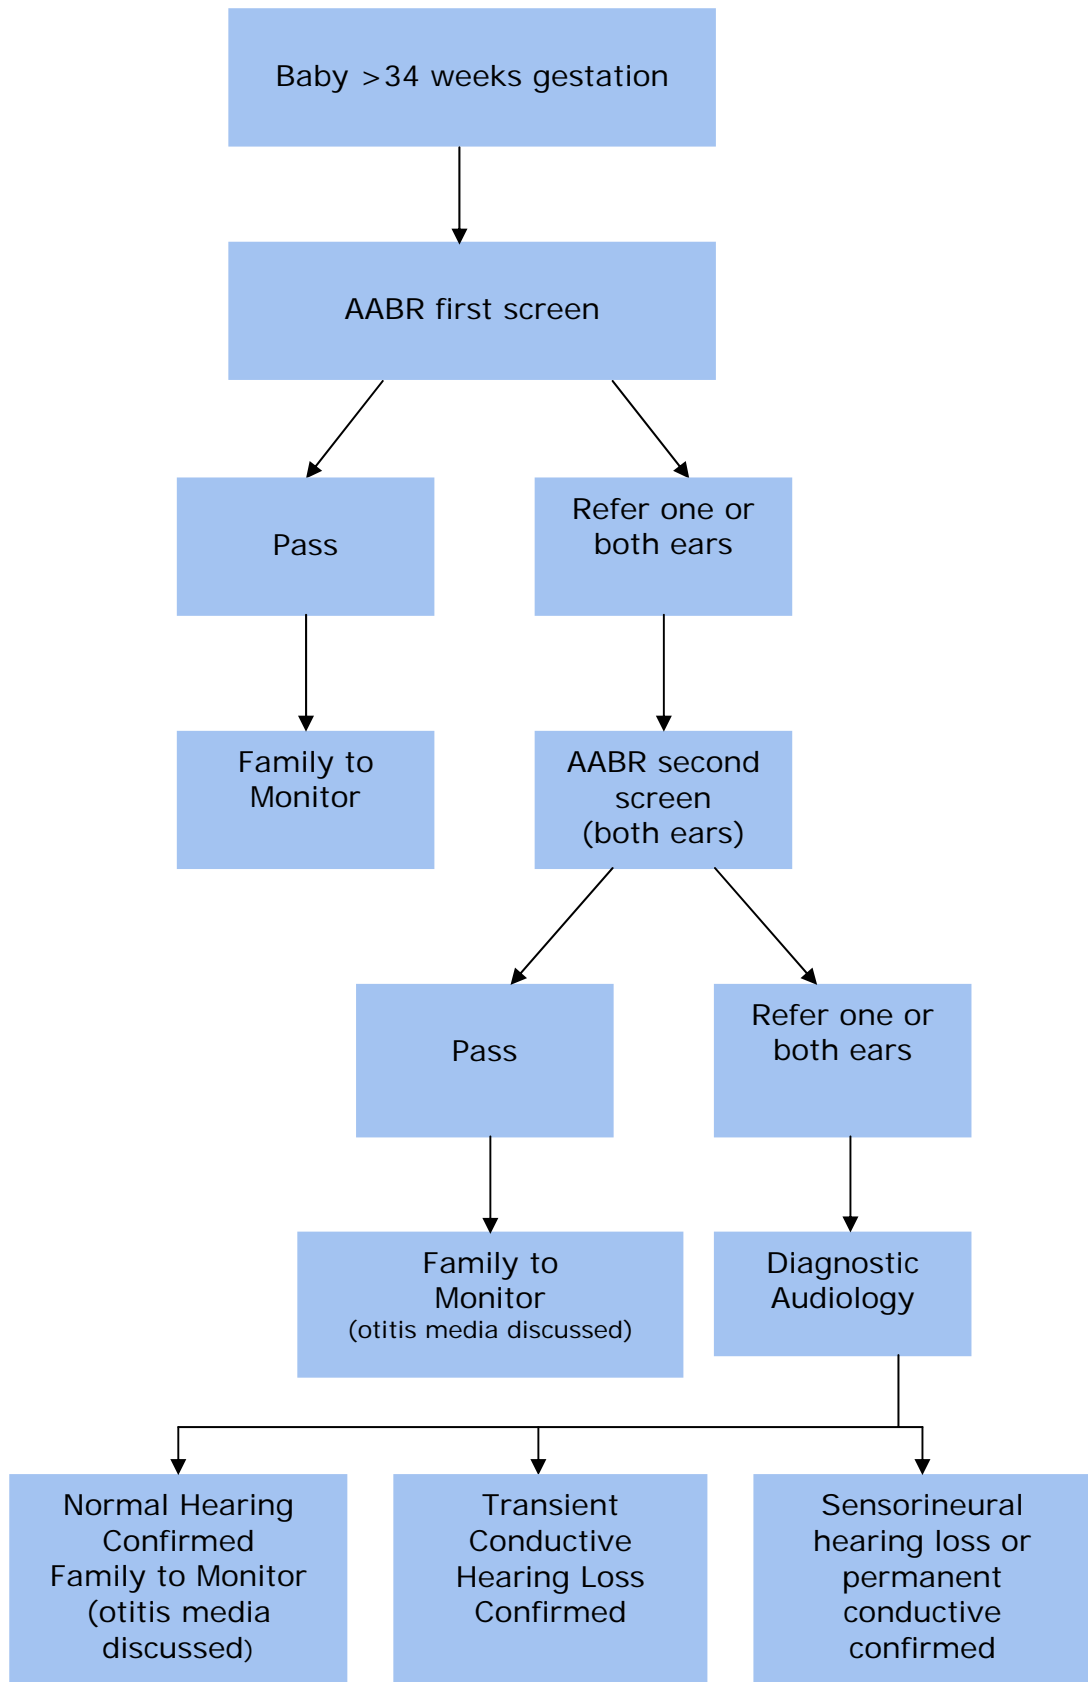 Baby >34 weeks gestation
AABR first screen
Pass
Refer one or
both ears
Family to
Monitor
AABR second
screen
(both ears)
Pass
Refer one or
both ears
Family to
Monitor
(otitis media discussed)
Diagnostic
Audiology
Normal Hearing
Confirmed
Family to Monitor
(otitis media
discussed)
Transient
Conductive
Hearing Loss
Confirmed
Sensorineural
hearing loss or
permanent
conductive
confirmed